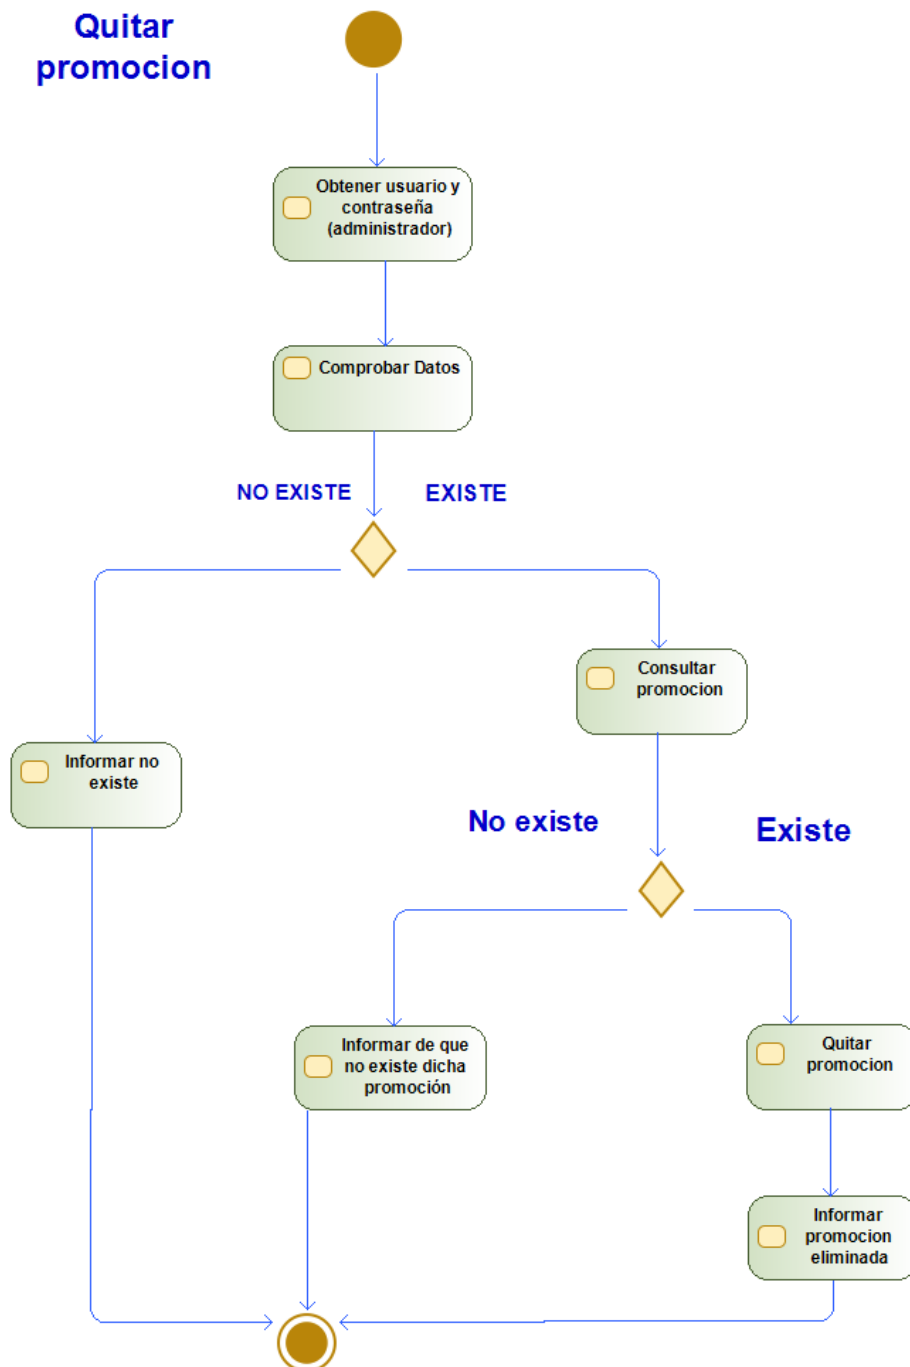 Quitar
promocion
Obtener usuario y
contraseña
(administrador)
Comprobar Datos
NO EXISTE
EXISTE
Consultar
promocion
Informar no
existe
No existe
Existe
Informar de que
no existe dicha
promoción
Quitar
promocion
Informar
promocion
eliminada